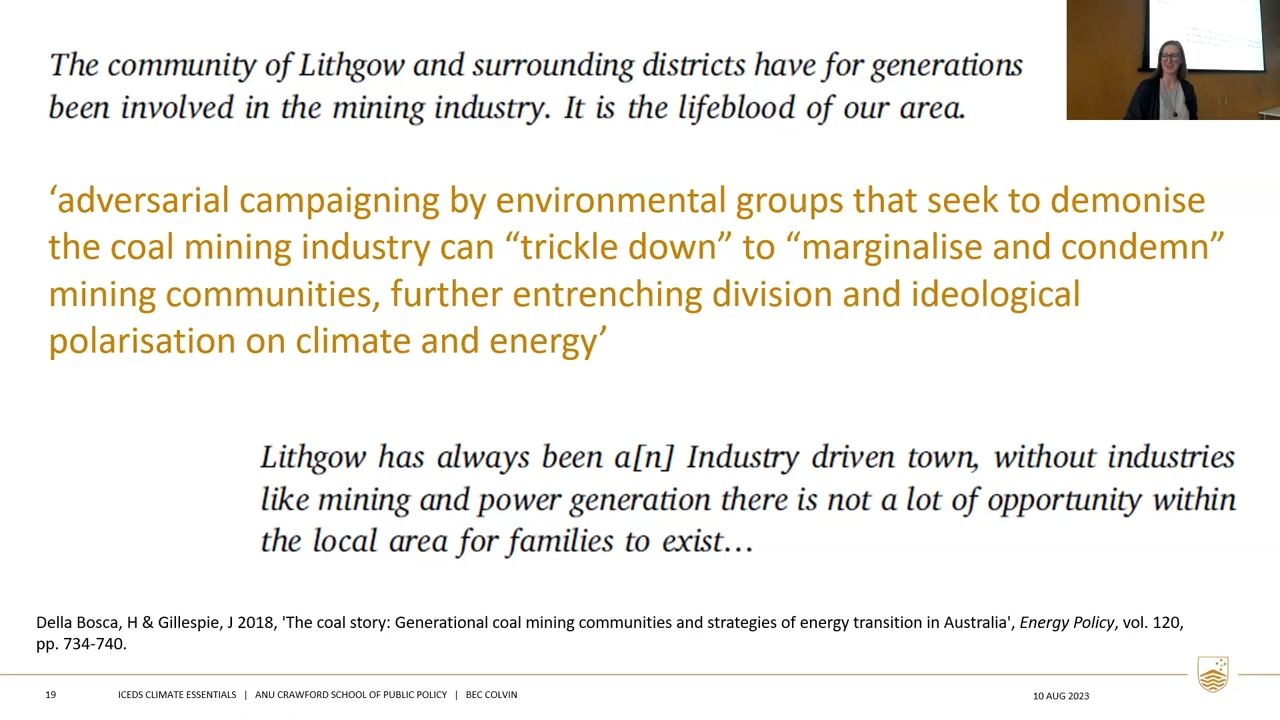 The community of Lithgow and surrounding districts have for generations
been involved in the mining industry. It is the lifeblood of our area.
‘adversarial campaigning by environmental groups that seek to demonise
the coal mining industry can “trickle down” to “marginalise and condemn”
mining communities, further entrenching division and ideological
polarisation on climate and energy’
Lithgow has always been a[n] Industry driven town, without industries
like mining and power generation there is not a lot of opportunity within
the local area for families to exist...
Della Bosca, H & Gillespie, J 2018, 'The coal story: Generational coal mining communities and strategies of energy transition in Australia', Energy Policy, vol. 120,
pp. 734-740.
19 ICEDS CLIMATE ESSENTIALS | ANU CRAWFORD SCHOOL OF PUBLIC POLICY | BEC COLVIN 10 AUG 2023